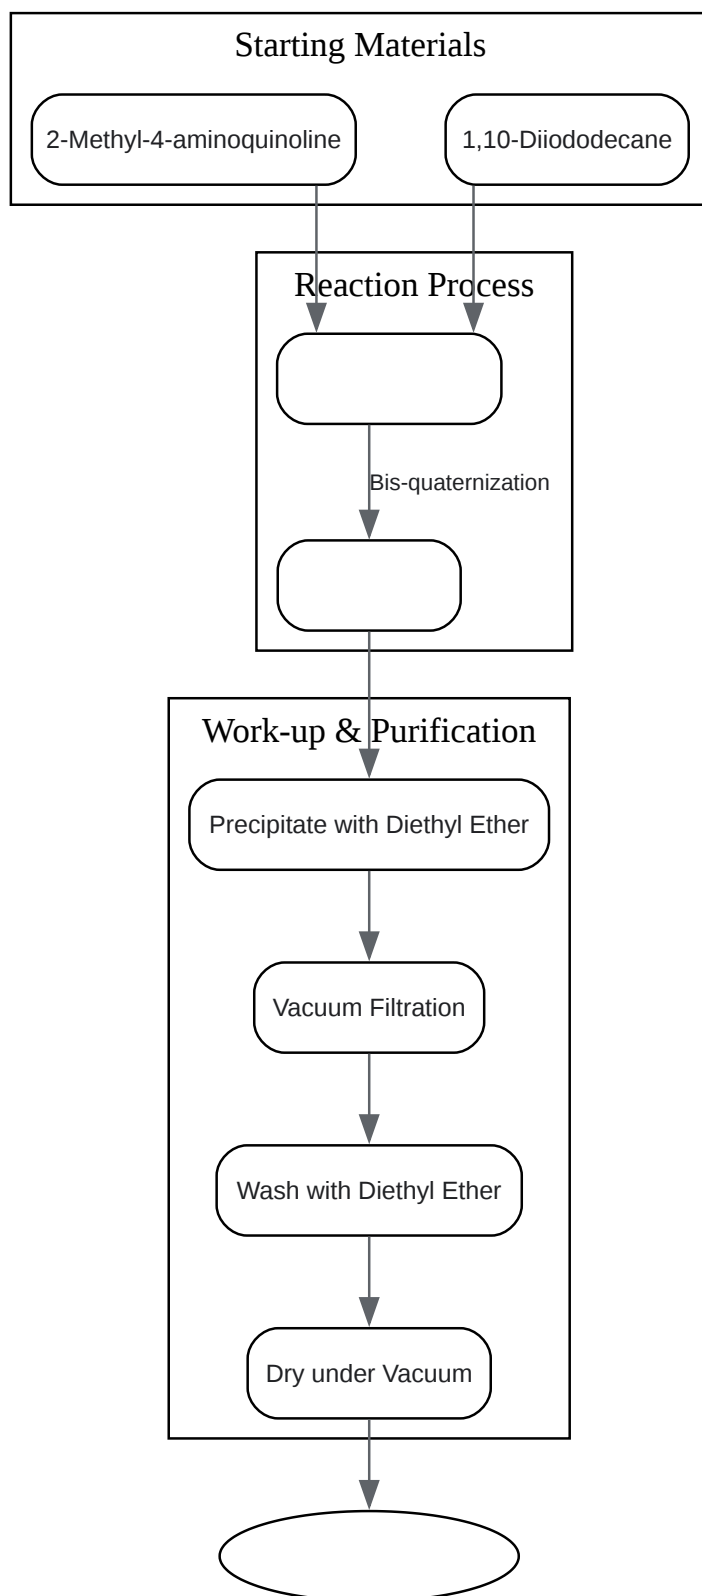 Starting Materials
2-Methyl-4-aminoquinoline
1,10-Diiododecane
Reaction Process
Bis-quaternization
Work-up & Purification
Precipitate with Diethyl Ether
Vacuum Filtration
Wash with Diethyl Ether
Dry under Vacuum